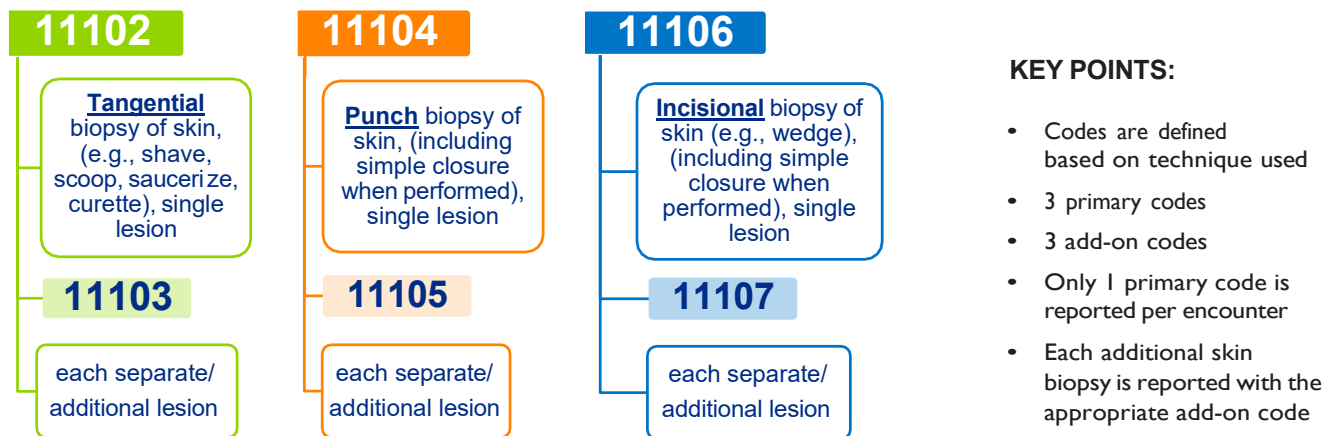 11102
Tangential
biopsy of skin,
(e.g., shave,
scoop, saucerize,
curette), single
lesion
11103
each separate/
additional lesion
11104
Punch biopsy of
skin, (including
simple closure
when performed),
single lesion
11105
each separate/
additional lesion
11106
Incisional biopsy of
skin (e.g., wedge),
(including simple
closure when
performed), single
lesion
11107
each separate/
additional lesion
KEY POINTS:
• Codes are defined
based on technique used
• 3 primary codes
• 3 add-on codes
• Only 1 primary code is
reported per encounter
• Each additional skin
biopsy is reported with the
appropriate add-on code